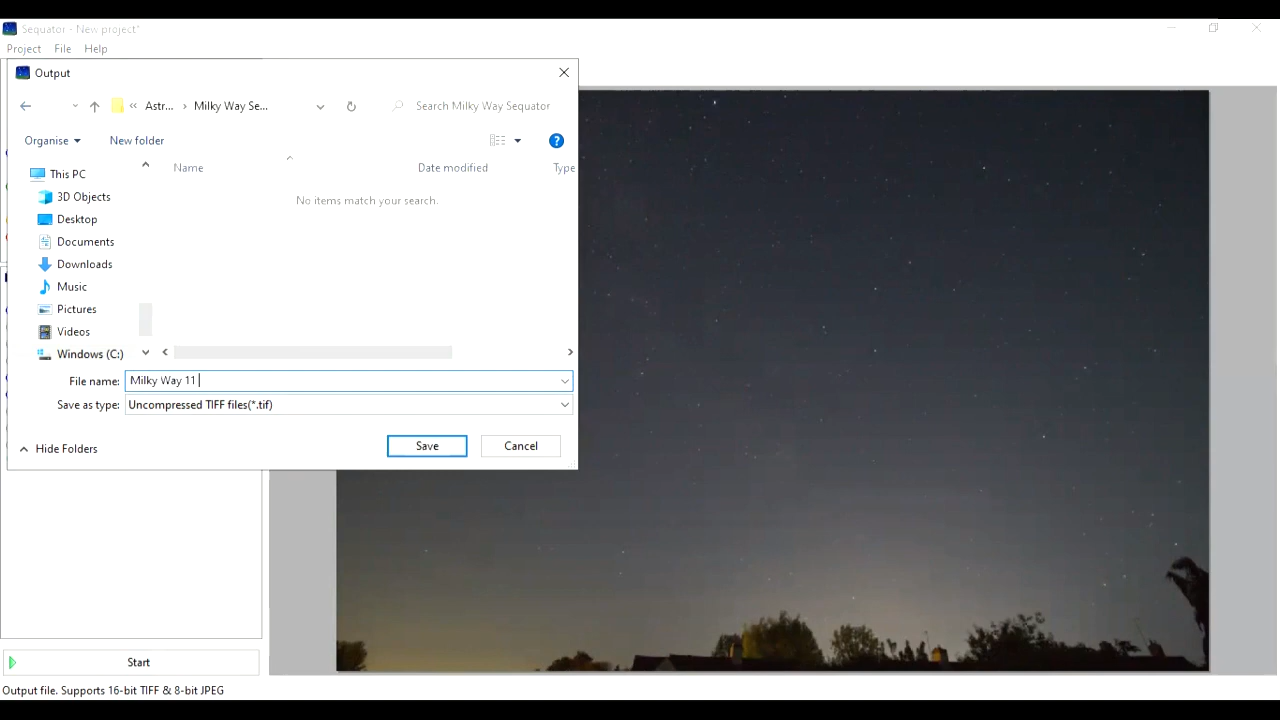 Sequator - New project*
Project File Help
Output
Astr... Milky Way Se...
Search Milky Way Sequator
Organise New folder
Name Date modified Type
This PC
No items match your search.
3D Objects
Desktop
Documents
Downloads
Music
Pictures
Videos
Windows (C:)
File name: Milky Way 11
Save as type: Uncompressed TIFF files(*.tif)
Hide Folders
Save Cancel
Start
Output file. Supports 16-bit TIFF & 8-bit JPEG